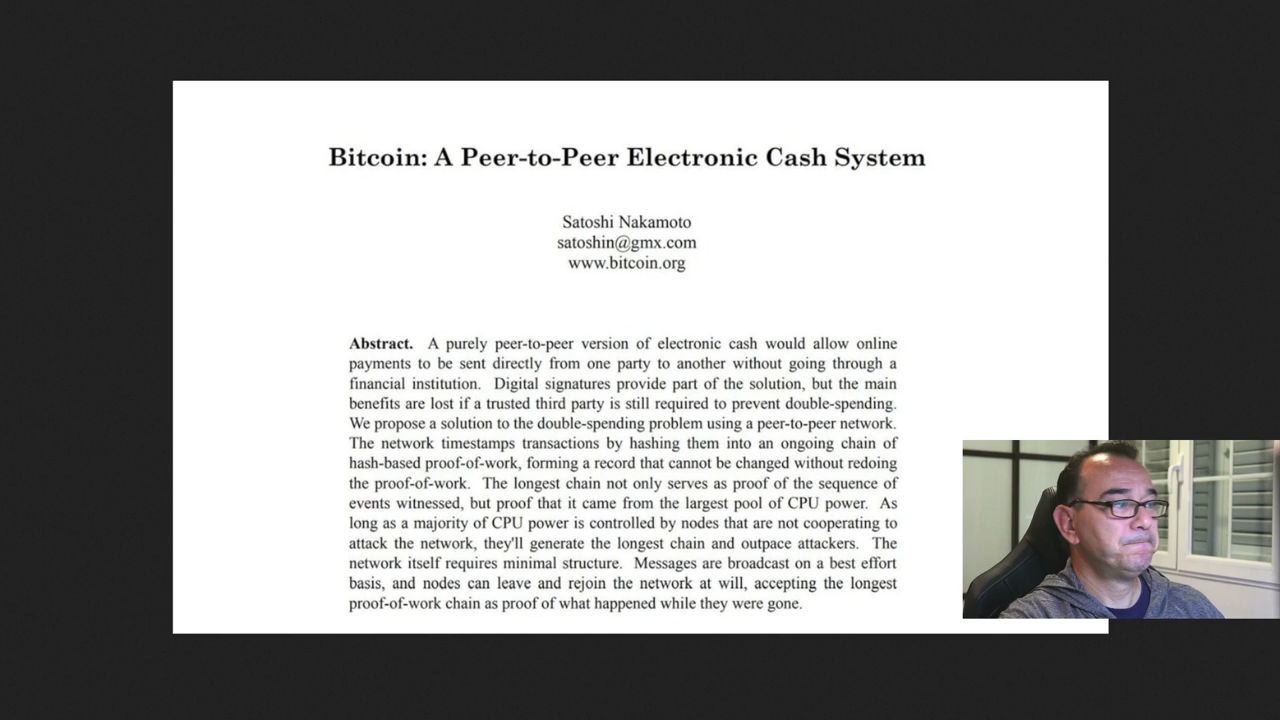 Bitcoin: A Peer-to-Peer Electronic Cash System
Satoshi Nakamoto
satoshin@gmx.com
www.bitcoin.org
Abstract. A purely peer-to-peer version of electronic cash would allow online
payments to be sent directly from one party to another without going through a
financial institution. Digital signatures provide part of the solution, but the main
benefits are lost if a trusted third party is still required to prevent double-spending.
We propose a solution to the double-spending problem using a peer-to-peer network.
The network timestamps transactions by hashing them into an ongoing chain of
hash-based proof-of-work, forming a record that cannot be changed without redoing
the proof-of-work. The longest chain not only serves as proof of the sequence of
events witnessed, but proof that it came from the largest pool of CPU power. As
long as a majority of CPU power is controlled by nodes that are not cooperating to
attack the network, they'll generate the longest chain and outpace attackers. The
network itself requires minimal structure. Messages are broadcast on a best effort
basis, and nodes can leave and rejoin the network at will, accepting the longest
proof-of-work chain as proof of what happened while they were gone.